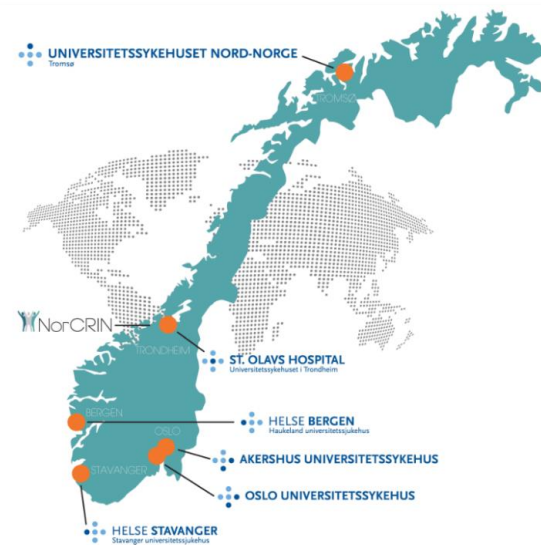 UNIVERSITETSSYKEHUSET NORD-NORGE
Tromsø
TROMSØ
NorCRIN
TRONDHEIM
ST. OLAVS HOSPITAL
Universitetssykehuset i Trondheim
BERGEN
HELSE BERGEN
Haukeland universitetssjukehus
OSLO
AKERSHUS UNIVERSITETSSYKEHUS
STAVANGER
OSLO UNIVERSITETSSYKEHUS
HELSE STAVANGER
Stavanger universitetssjukehus